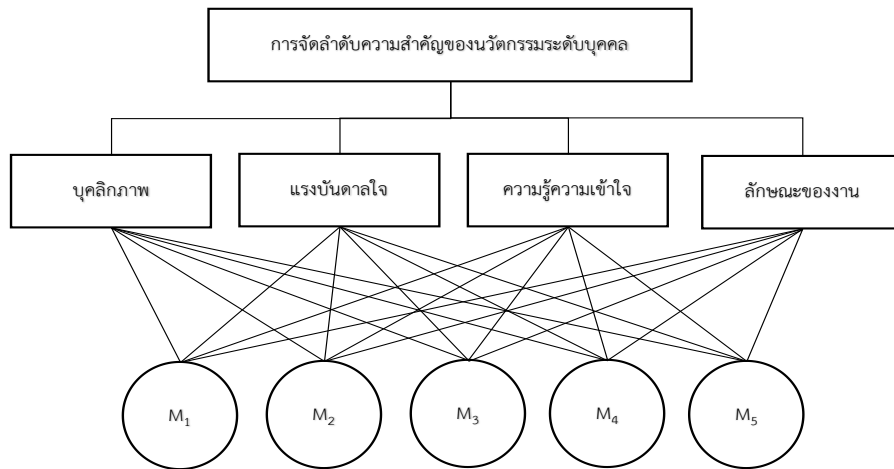 การจัดลำดับความสำคัญของนวัตกรรมระดับบุคคล
บุคลิกภาพ
แรงบันดาลใจ
ความรู้ความเข้าใจ
ลักษณะของงาน
M₁
M₂
M₃
M₄
M₅